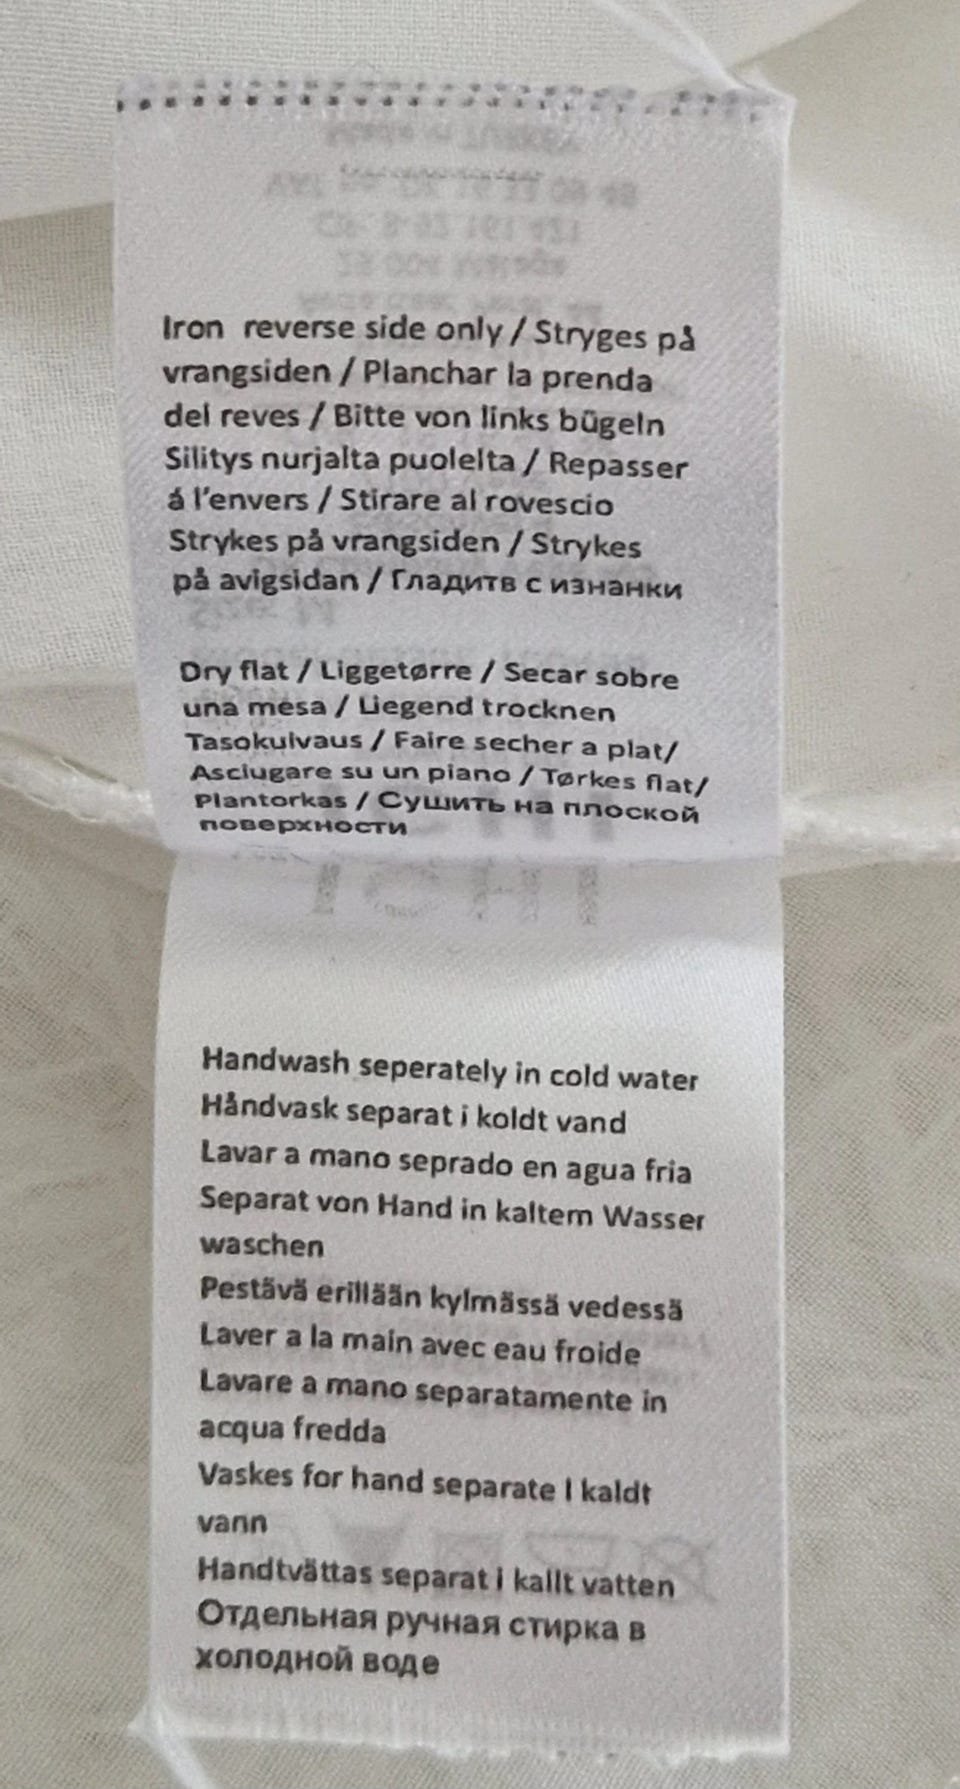 Iron reverse side only / Stryges på
vrangsiden / Planchar la prenda
del reves / Bitte von links bügeln
Silitys nurjalta puolelta / Repasser
á l'envers / Stirare al rovescio
Strykes på vrangsiden / Strykes
på avigsidan / Гладитв с изнанки
Dry flat / Liggetørre / Secar sobre
una mesa / Liegend trocknen
Tasokuivaus / Faire secher a plat/
Asciugare su un piano / Tørkes flat/
Plantorkas / Сушить на плоской
поверхности
Handwash seperately in cold water
Håndvask separat i koldt vand
Lavar a mano seprado en agua fria
Separat von Hand in kaltem Wasser
waschen
Pestävä erillään kylmässä vedessä
Laver a la main avec eau froide
Lavare a mano separatamente in
acqua fredda
Vaskes for hand separate I kaldt
vann
Handtvättas separat i kallt vatten
Отдельная ручная стирка в
холодной воде